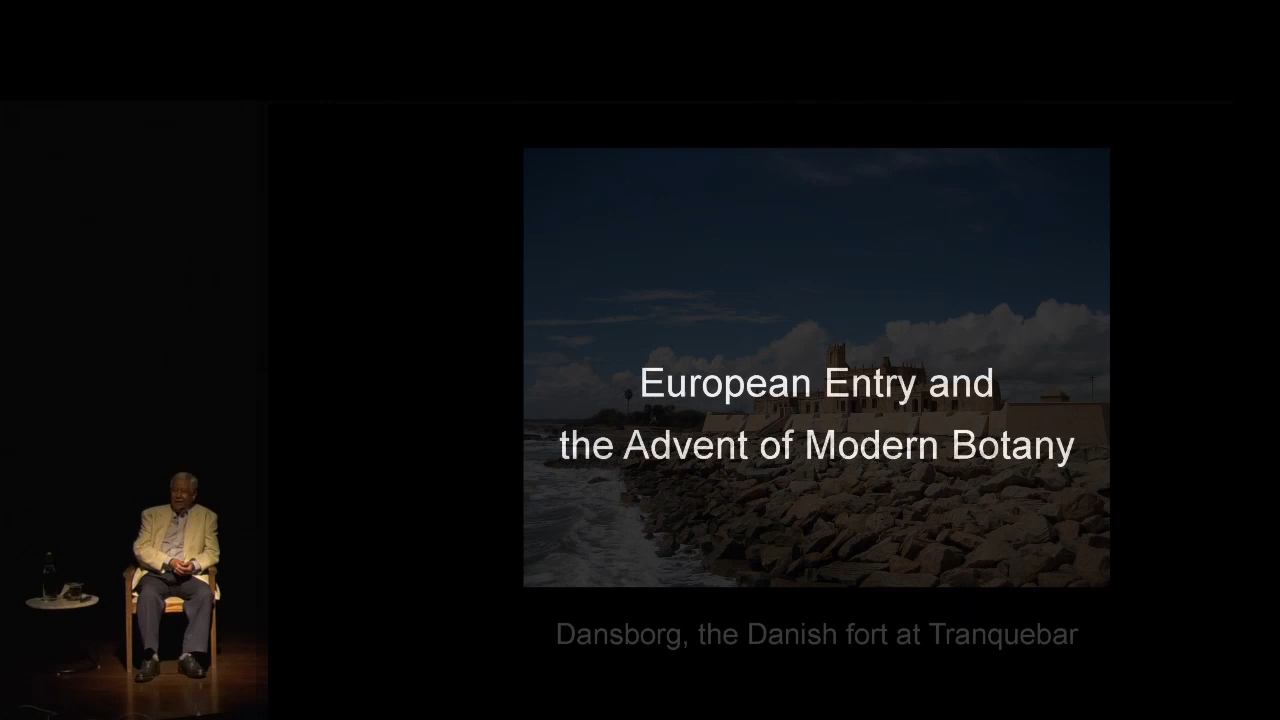 European Entry and
the Advent of Modern Botany
Dansborg, the Danish fort at Tranquebar